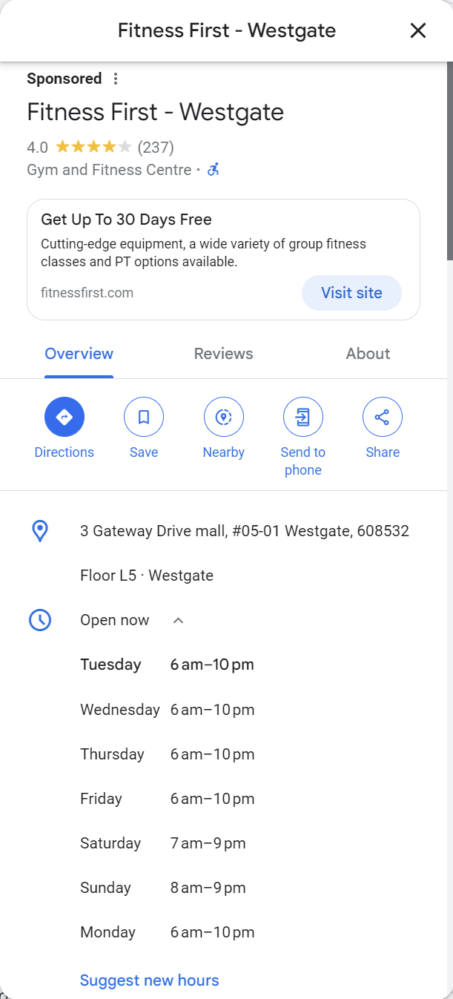 Fitness First - Westgate
Sponsored
Fitness First - Westgate
4.0 (237)
Gym and Fitness Centre ·
Get Up To 30 Days Free
Cutting-edge equipment, a wide variety of group fitness
classes and PT options available.
fitnessfirst.com
Visit site
Overview Reviews About
Directions Save Nearby Send to phone Share
3 Gateway Drive mall, #05-01 Westgate, 608532
Floor L5 · Westgate
Open now
Tuesday 6 am–10 pm
Wednesday 6 am–10 pm
Thursday 6 am–10 pm
Friday 6 am–10 pm
Saturday 7 am–9 pm
Sunday 8 am–9 pm
Monday 6 am–10 pm
Suggest new hours